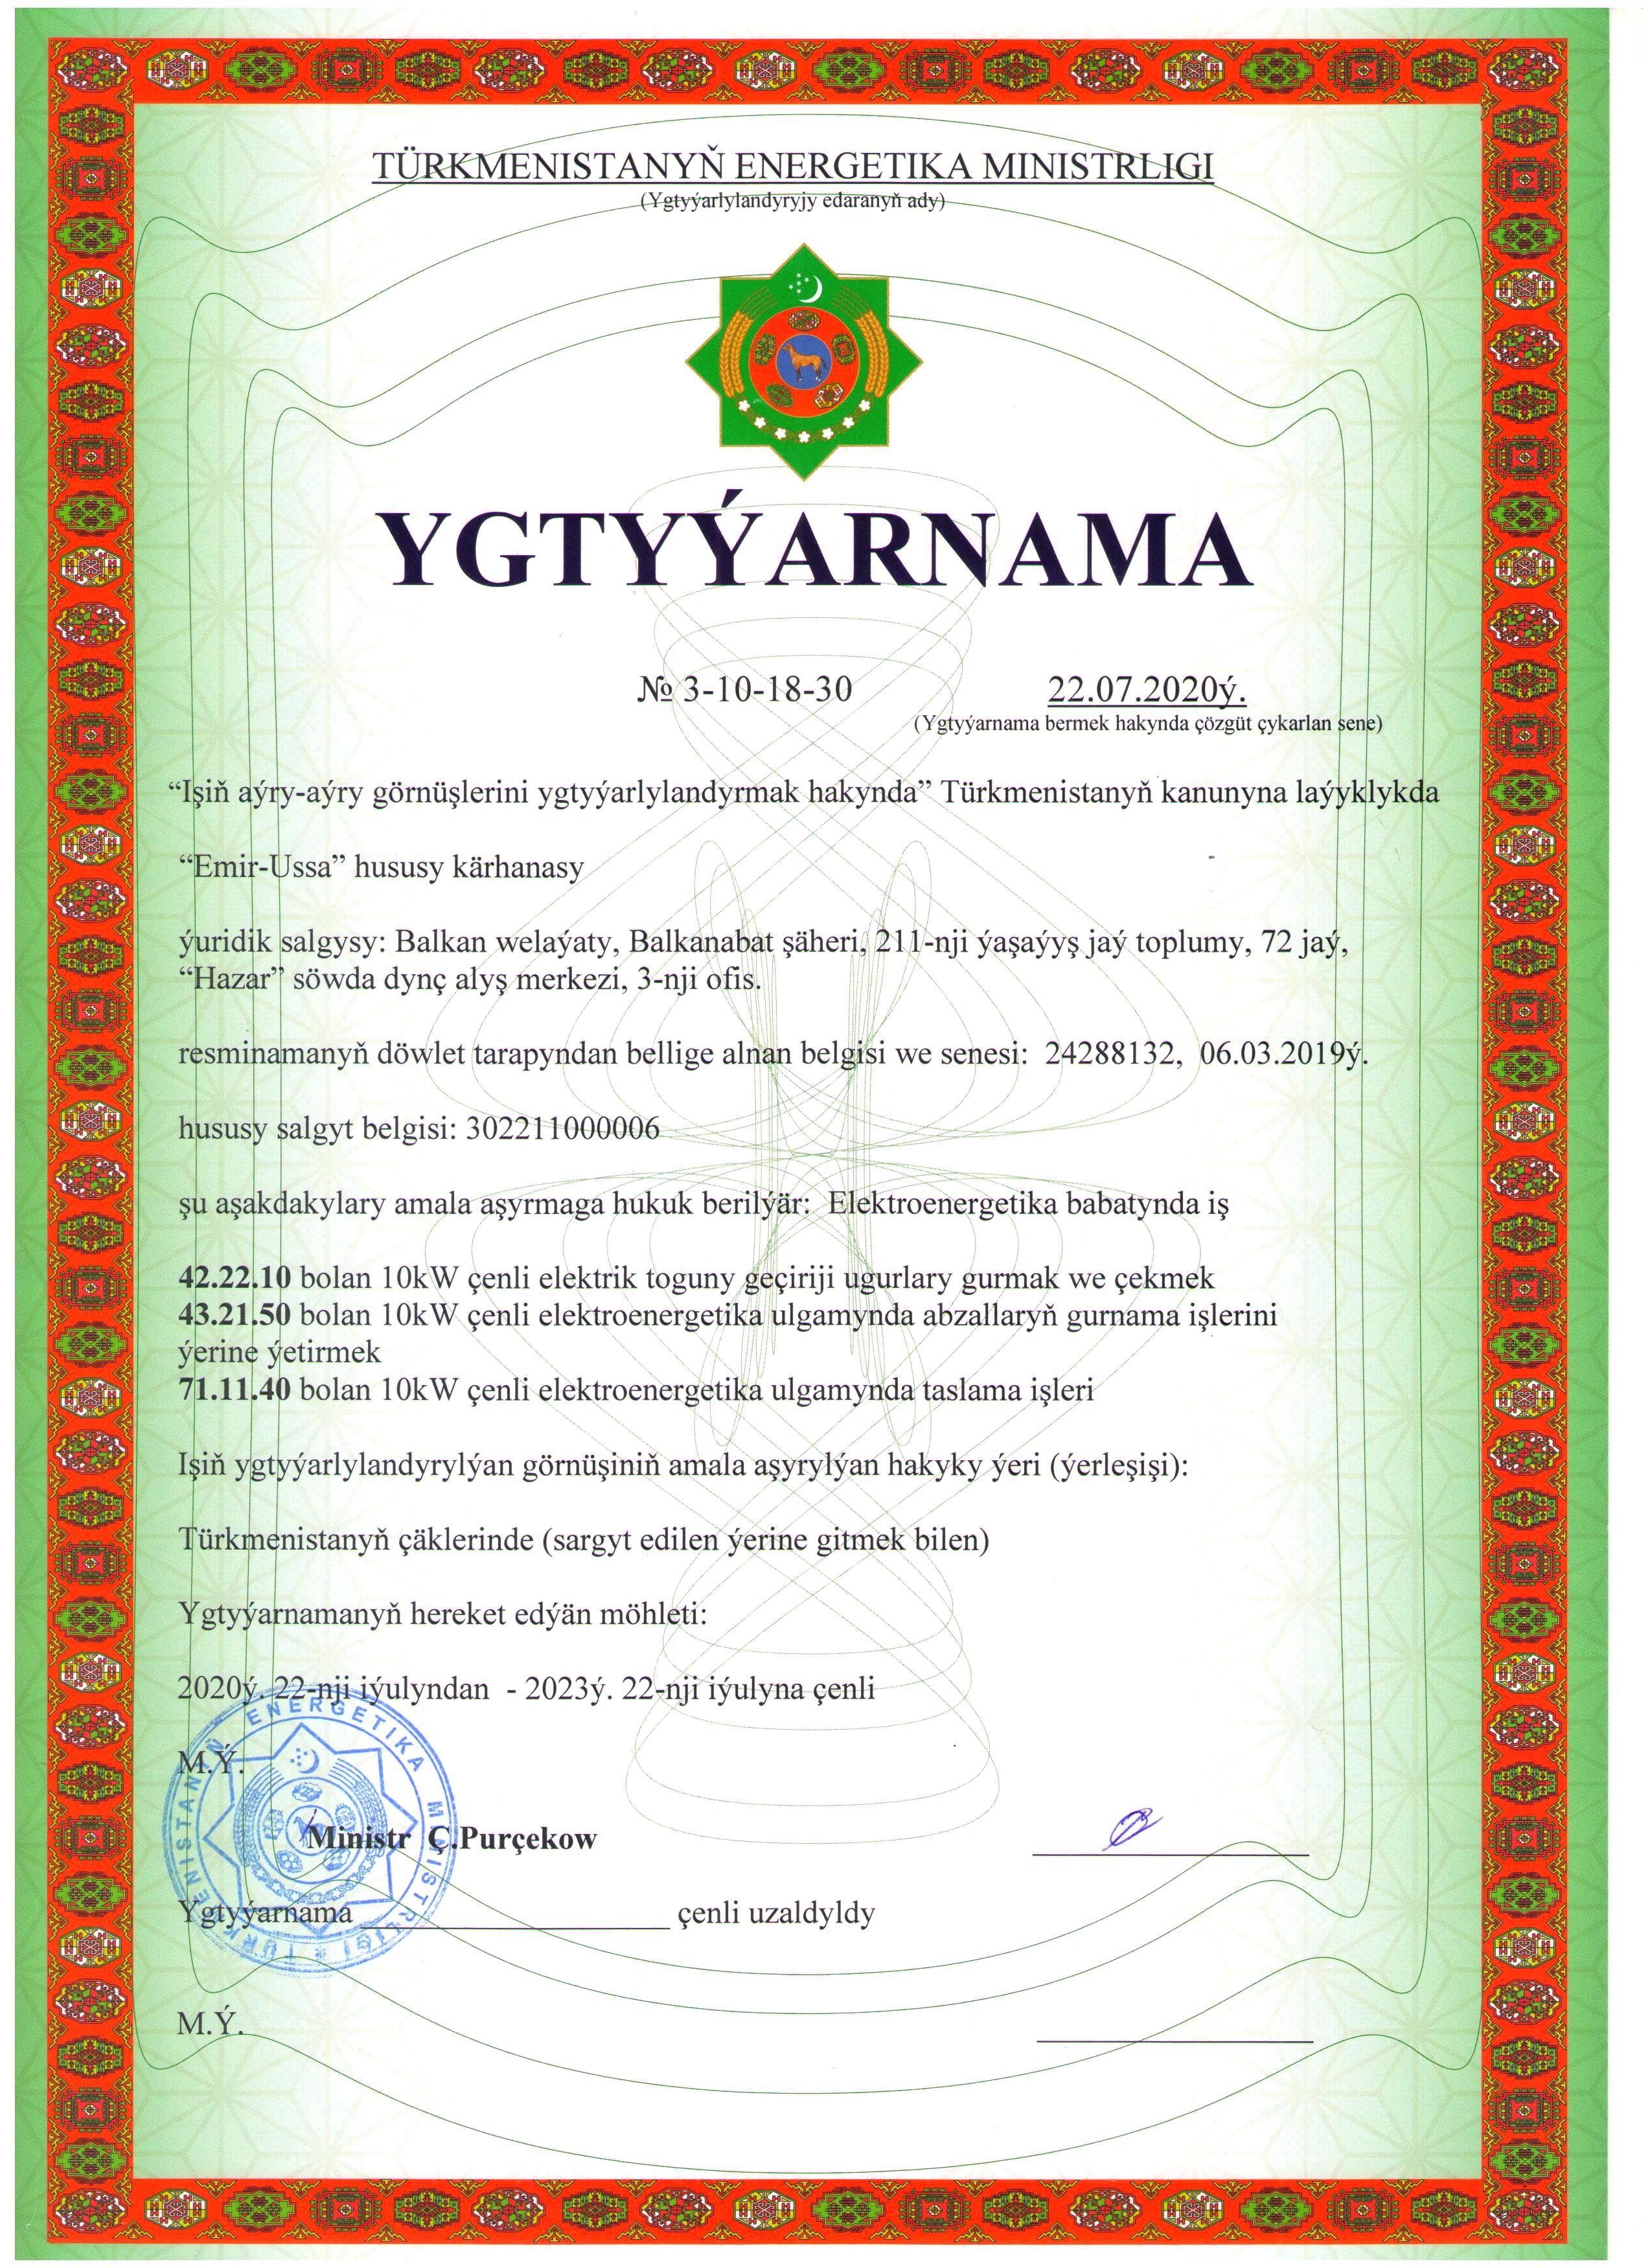 TÜRKMENISTANYŇ ENERGETIKA MINISTRLIGI
(Ygtyýarlylandyryjy edaranyň ady)
YGTYÝARNAMA
№ 3-10-18-30 22.07.2020ý.
(Ygtyýarnama bermek hakynda çözgüt çykarlan sene)
“Işiň aýry-aýry görnüşlerini ygtyýarlylandyrmak hakynda” Türkmenistanyň kanunyna laýyklykda
“Emir-Ussa” hususy kärhanasy
ýuridik salgysy: Balkan welaýaty, Balkanabat şäheri, 211-nji ýaşaýyş jaý toplumy, 72 jaý,
“Hazar” söwda dynç alyş merkezi, 3-nji ofis.
resminamanyň döwlet tarapyndan bellige alnan belgisi we senesi: 24288132, 06.03.2019ý.
hususy salgyt belgisi: 302211000006
şu aşakdakylary amala aşyrmaga hukuk berilýär: Elektroenergetika babatynda iş
42.22.10 bolan 10kW çenli elektrik toguny geçiriji ugurlary gurmak we çekmek
43.21.50 bolan 10kW çenli elektroenergetika ulgamynda abzallaryň gurnama işlerini
ýerine ýetirmek
71.11.40 bolan 10kW çenli elektroenergetika ulgamynda taslama işleri
Işiň ygtyýarlylandyrylýan görnüşiniň amala aşyrylýan hakyky ýeri (ýerleşişi):
Türkmenistanyň çäklerinde (sargyt edilen ýerine gitmek bilen)
Ygtyýarnamanyň hereket edýän möhleti:
2020ý. 22-nji iýulyndan - 2023ý. 22-nji iýulyna çenli
M.Ý.
TÜRKMENISTANYŇ ENERGETIKA MINISTRLIGI *
Ministr Ç.Purçekow
Ygtyýarnama ____________________ çenli uzaldyldy
M.Ý.